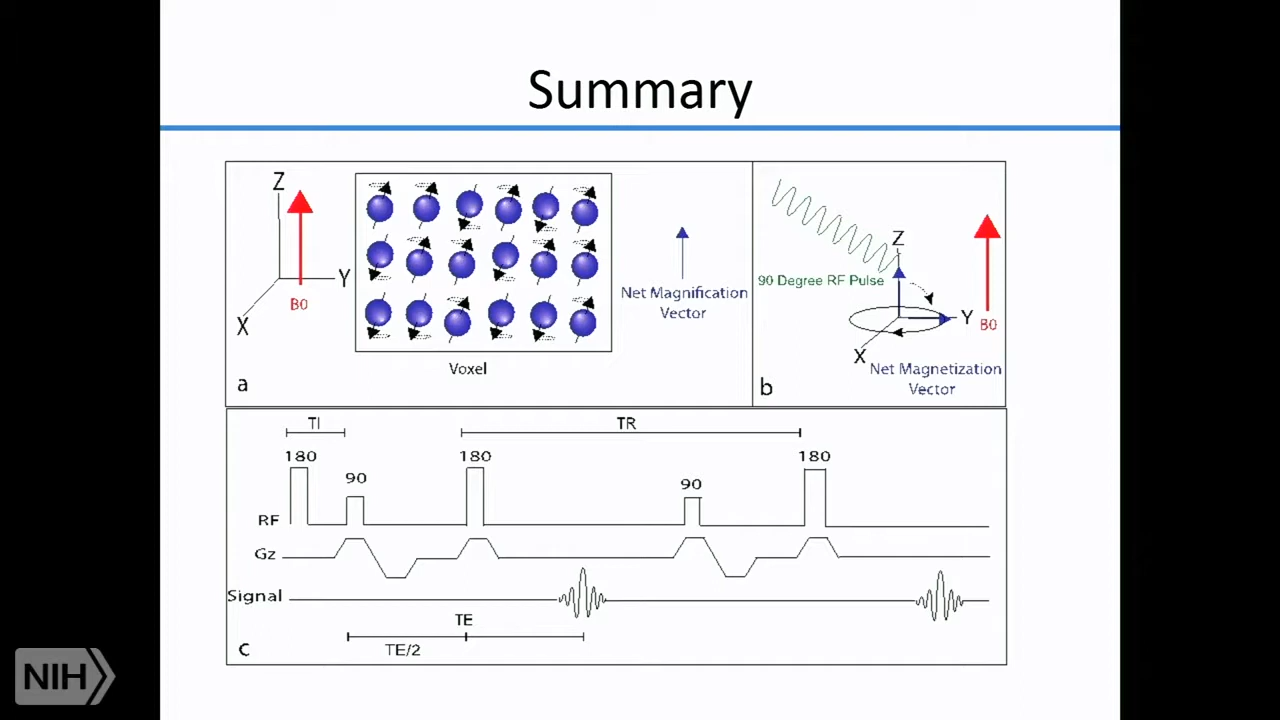 Summary
Z
Y
B0
X
Voxel
Net Magnification
Vector
a
90 Degree RF Pulse
Z
Y
B0
X
Net Magnetization
Vector
b
TI
TR
180
90
180
90
180
RF
Gz
Signal
TE
TE/2
c
NIH